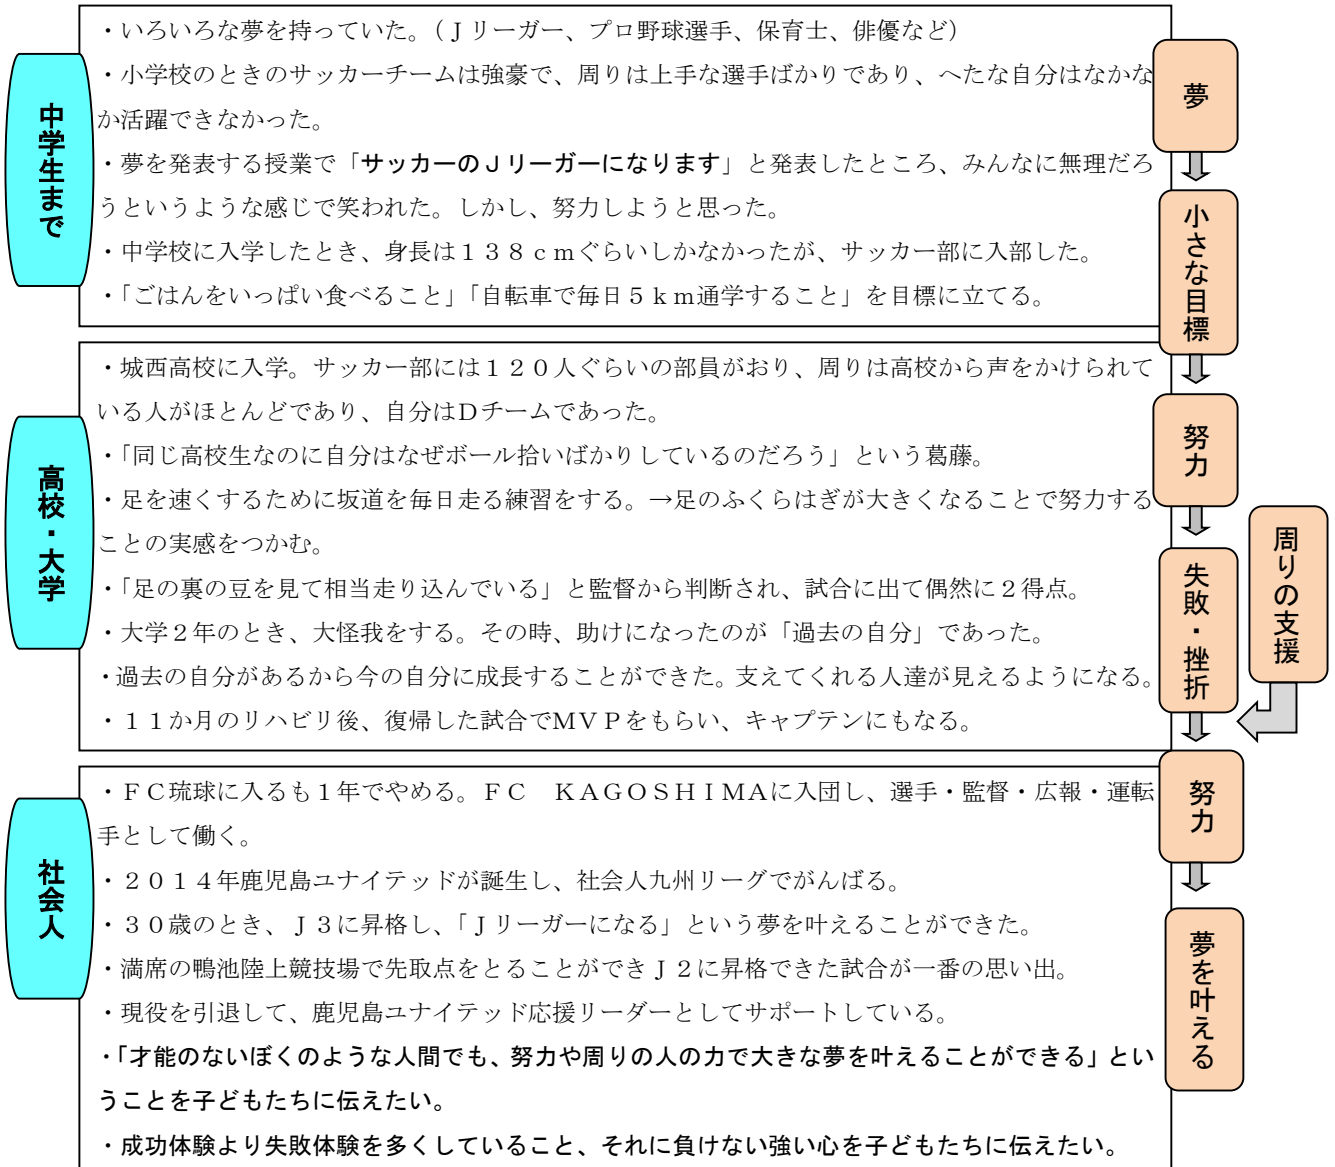 中学生まで
・いろいろな夢を持っていた。(Ｊリーガー、プロ野球選手、保育士、俳優など)
・小学校のときのサッカーチームは強豪で、周りは上手な選手ばかりであり、へたな自分はなかな
か活躍できなかった。
・夢を発表する授業で「サッカーのＪリーガーになります」と発表したところ、みんなに無理だろ
うというような感じで笑われた。しかし、努力しようと思った。
・中学校に入学したとき、身長は１３８ｃｍぐらいしかなかったが、サッカー部に入部した。
・「ごはんをいっぱい食べること」「自転車で毎日５ｋｍ通学すること」を目標に立てる。
高校・大学
・城西高校に入学。サッカー部には１２０人ぐらいの部員がおり、周りは高校から声をかけられて
いる人がほとんどであり、自分はＤチームであった。
・「同じ高校生なのに自分はなぜボール拾いばかりしているのだろう」という葛藤。
・足を速くするために坂道を毎日走る練習をする。→足のふくらはぎが大きくなることで努力する
ことの実感をつかむ。
・「足の裏の豆を見て相当走り込んでいる」と監督から判断され、試合に出て偶然に２得点。
・大学２年のとき、大怪我をする。その時、助けになったのが「過去の自分」であった。
・過去の自分があるから今の自分に成長することができた。支えてくれる人達が見えるようになる。
・１１か月のリハビリ後、復帰した試合でＭＶＰをもらい、キャプテンにもなる。
社会人
・ＦＣ琉球に入るも１年でやめる。ＦＣ　ＫＡＧＯＳＨＩＭＡに入団し、選手・監督・広報・運転
手として働く。
・２０１４年鹿児島ユナイテッドが誕生し、社会人九州リーグでがんばる。
・３０歳のとき、Ｊ３に昇格し、「Ｊリーガーになる」という夢を叶えることができた。
・満席の鴨池陸上競技場で先取点をとることができＪ２に昇格できた試合が一番の思い出。
・現役を引退して、鹿児島ユナイテッド応援リーダーとしてサポートしている。
・「才能のないぼくのような人間でも、努力や周りの人の力で大きな夢を叶えることができる」とい
うことを子どもたちに伝えたい。
・成功体験より失敗体験を多くしていること、それに負けない強い心を子どもたちに伝えたい。
夢
小さな目標
努力
失敗・挫折
周りの支援
努力
夢を叶える